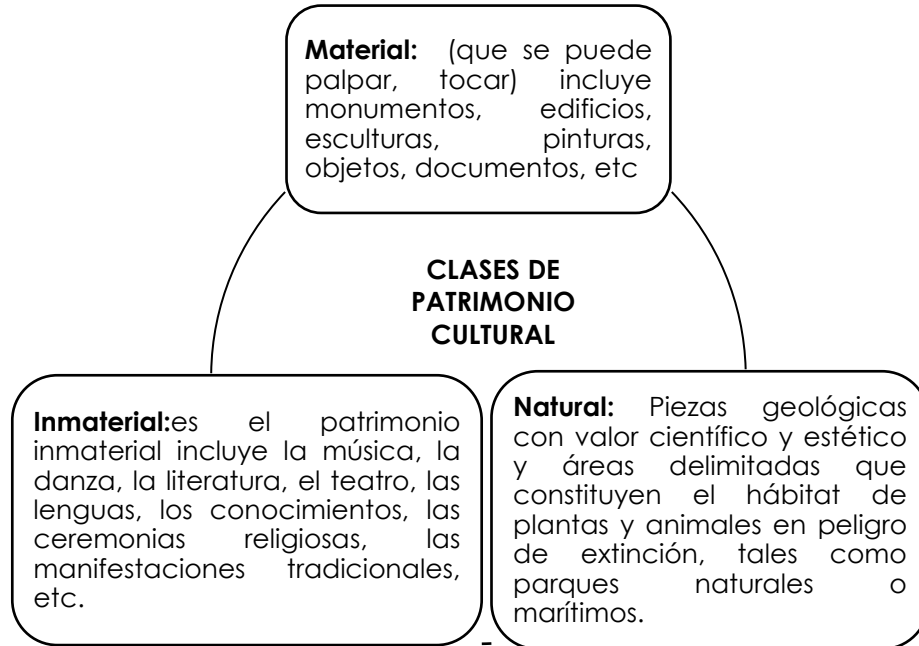 Material: (que se puede
palpar, tocar) incluye
monumentos, edificios,
esculturas, pinturas,
objetos, documentos, etc
CLASES DE
PATRIMONIO
CULTURAL
Inmaterial:es el patrimonio
inmaterial incluye la música, la
danza, la literatura, el teatro, las
lenguas, los conocimientos, las
ceremonias religiosas, las
manifestaciones tradicionales,
etc.
Natural: Piezas geológicas
con valor científico y estético
y áreas delimitadas que
constituyen el hábitat de
plantas y animales en peligro
de extinción, tales como
parques naturales o
marítimos.
-